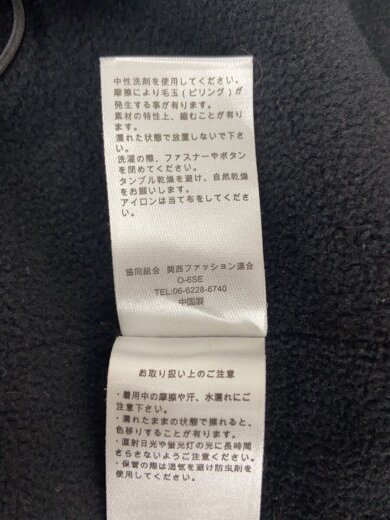 中性洗剤を使用してください。
摩擦により毛玉(ピリング)が
発生する事が有ります。
素材の特性上、縮むことが有り
ます。
濡れた状態で放置しないで下さ
い。
洗濯の際、ファスナーやボタン
を閉めてください。
タンブル乾燥を避け、自然乾燥
をお願いします。
アイロンは当て布をしてくださ
い。
協同組合 関西ファッション連合
O-6SE
TEL:06-6228-6740
中国製
お取り扱い上のご注意
・着用中の摩擦や汗、水濡れにご
注意下さい。
・濡れたままの状態で擦れると、
色移りすることが有ります。
・直射日光や蛍光灯の光に長時間
さらさないようご注意ください。
・保管の際は湿気を避け防虫剤を
使用してください。